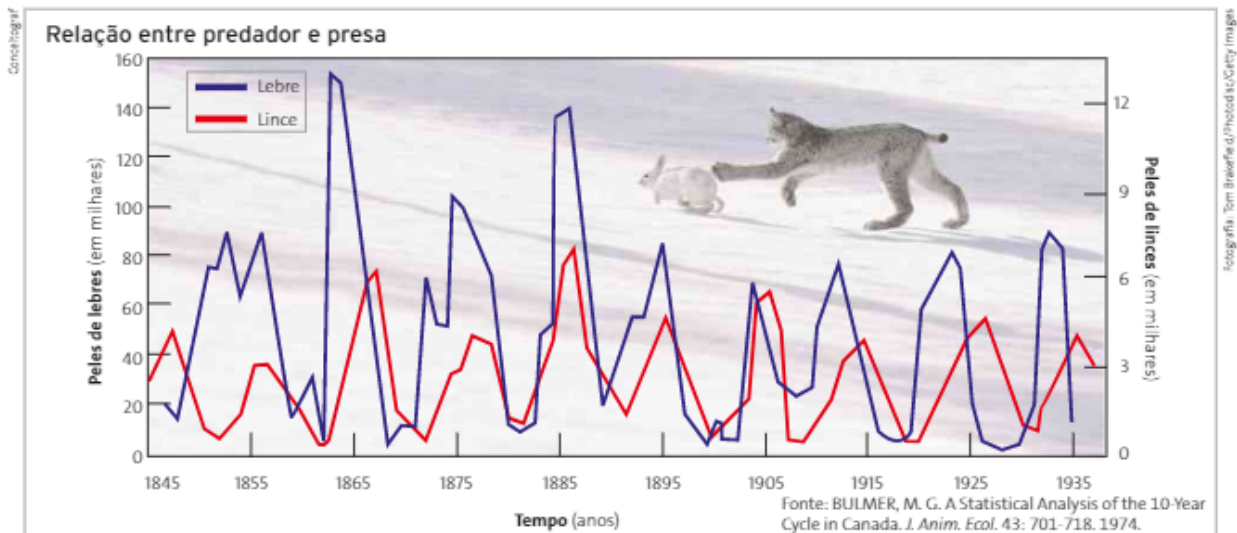 Conceitograf
Relação entre predador e presa
160
140
120
100
80
60
40
20
0
Peles de lebres (em milhares)
Lebre
Lince
12
9
6
3
0
Peles de linces (em milhares)
1845 1855 1865 1875 1885 1895 1905 1915 1925 1935
Tempo (anos)
Fonte: BULMER, M. G. A Statistical Analysis of the 10-Year
Cycle in Canada. J. Anim. Ecol. 43: 701-718. 1974.
Fotografia: Tom Brakefield/Photodisc/Getty Images